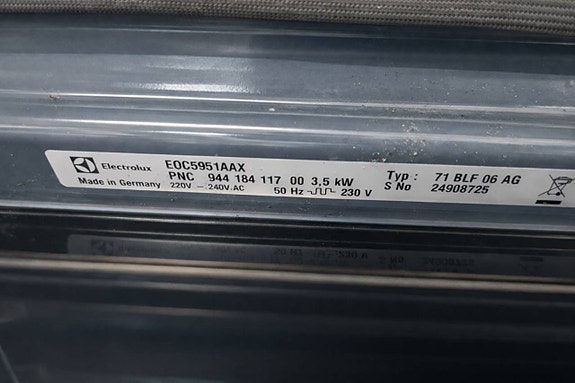 Electrolux EOC5951AAX
PNC 944 184 117 00 3,5 kW Typ : 71 BLF 06 AG
Made in Germany 220V - 240V AC 50 Hz 230 V S No 24908725